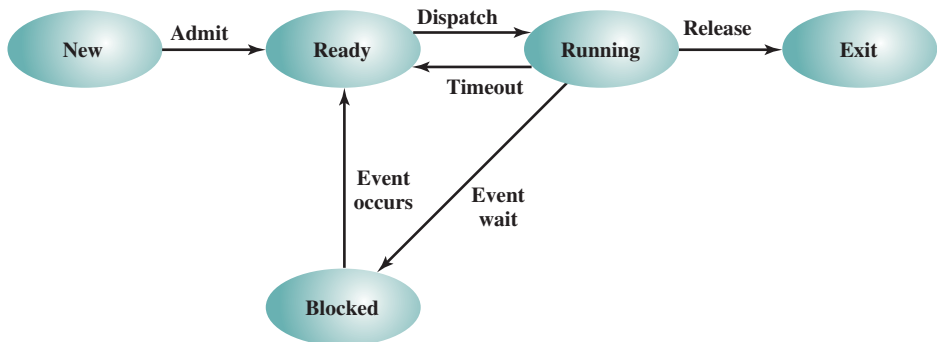 Dispatch
Admit
Release
New
Ready
Running
Exit
Timeout
Event
occurs
Event
wait
Blocked